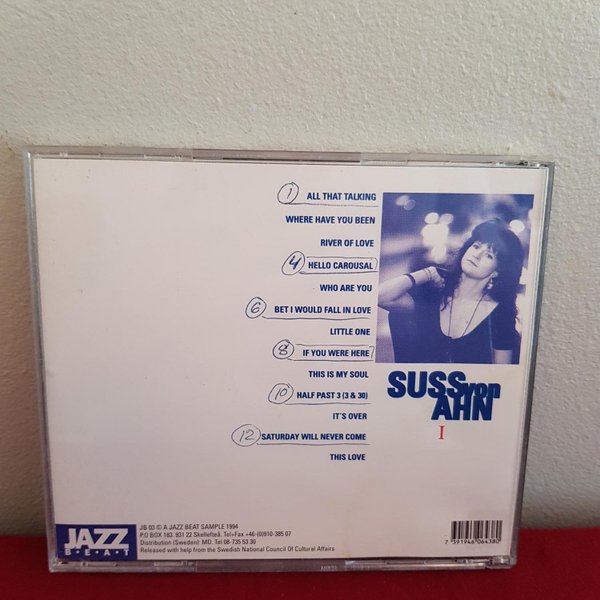 1 ALL THAT TALKING
WHERE HAVE YOU BEEN
RIVER OF LOVE
4 HELLO CAROUSAL
WHO ARE YOU
6 BET I WOULD FALL IN LOVE
LITTLE ONE
8 IF YOU WERE HERE
THIS IS MY SOUL
10 HALF PAST 3 (3 & 30)
IT'S OVER
12 SATURDAY WILL NEVER COME
THIS LOVE
SUSS von
AHN
I
JAZZ
B•E•A•T
JB 03 © A JAZZ BEAT SAMPLE 1994
P.O BOX 183. 931 22 Skellefteå. Tel+Fax +46-(0)910-385 07
Distribution (Sweden): MD. Tel 08-735 53 30
Released with help from the Swedish National Council Of Cultural Affairs
7 391946 064380